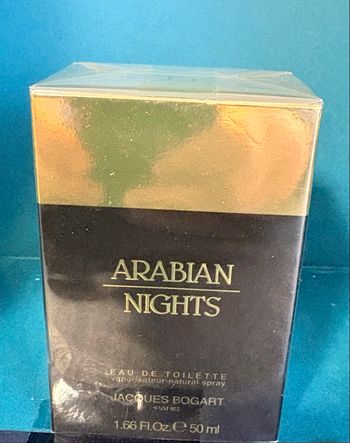 ARABIAN
NIGHTS
EAU DE TOILETTE
vaporisateur-natural spray
JACQUES BOGART
PARIS
1.66 Fl.Oz. ℮ 50 ml